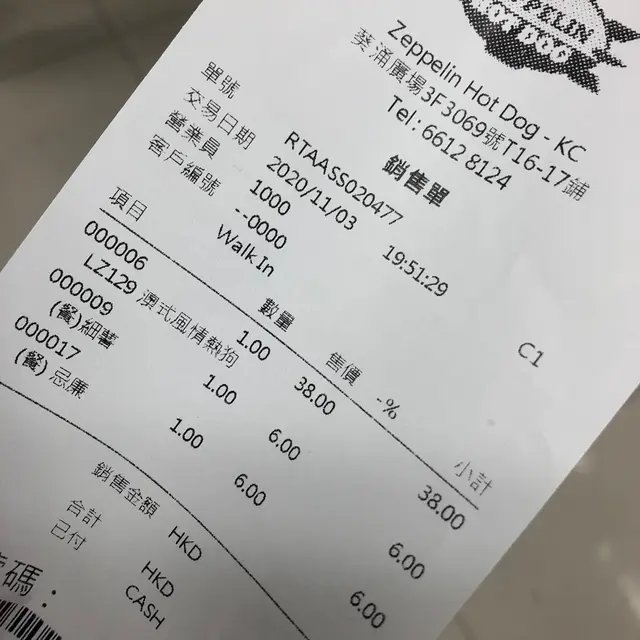 Zeppelin Hot Dog - KC
葵涌廣場3F3069號T16-17鋪
Tel : 6612 8124
銷售單
單號 RTAASS020477
交易日期 2020/11/03 19:51:29
營業員 1000
客戶編號 --0000 C1
Walk In
項目 數量 售價 -% 小計
000006
LZ129 澳式風情熱狗 1.00 38.00 38.00
000009
(餐)細薯 1.00 6.00 6.00
000017
(餐) 忌廉 1.00 6.00 6.00
銷售金額 HKD
合計 HKD
已付 CASH
碼 :